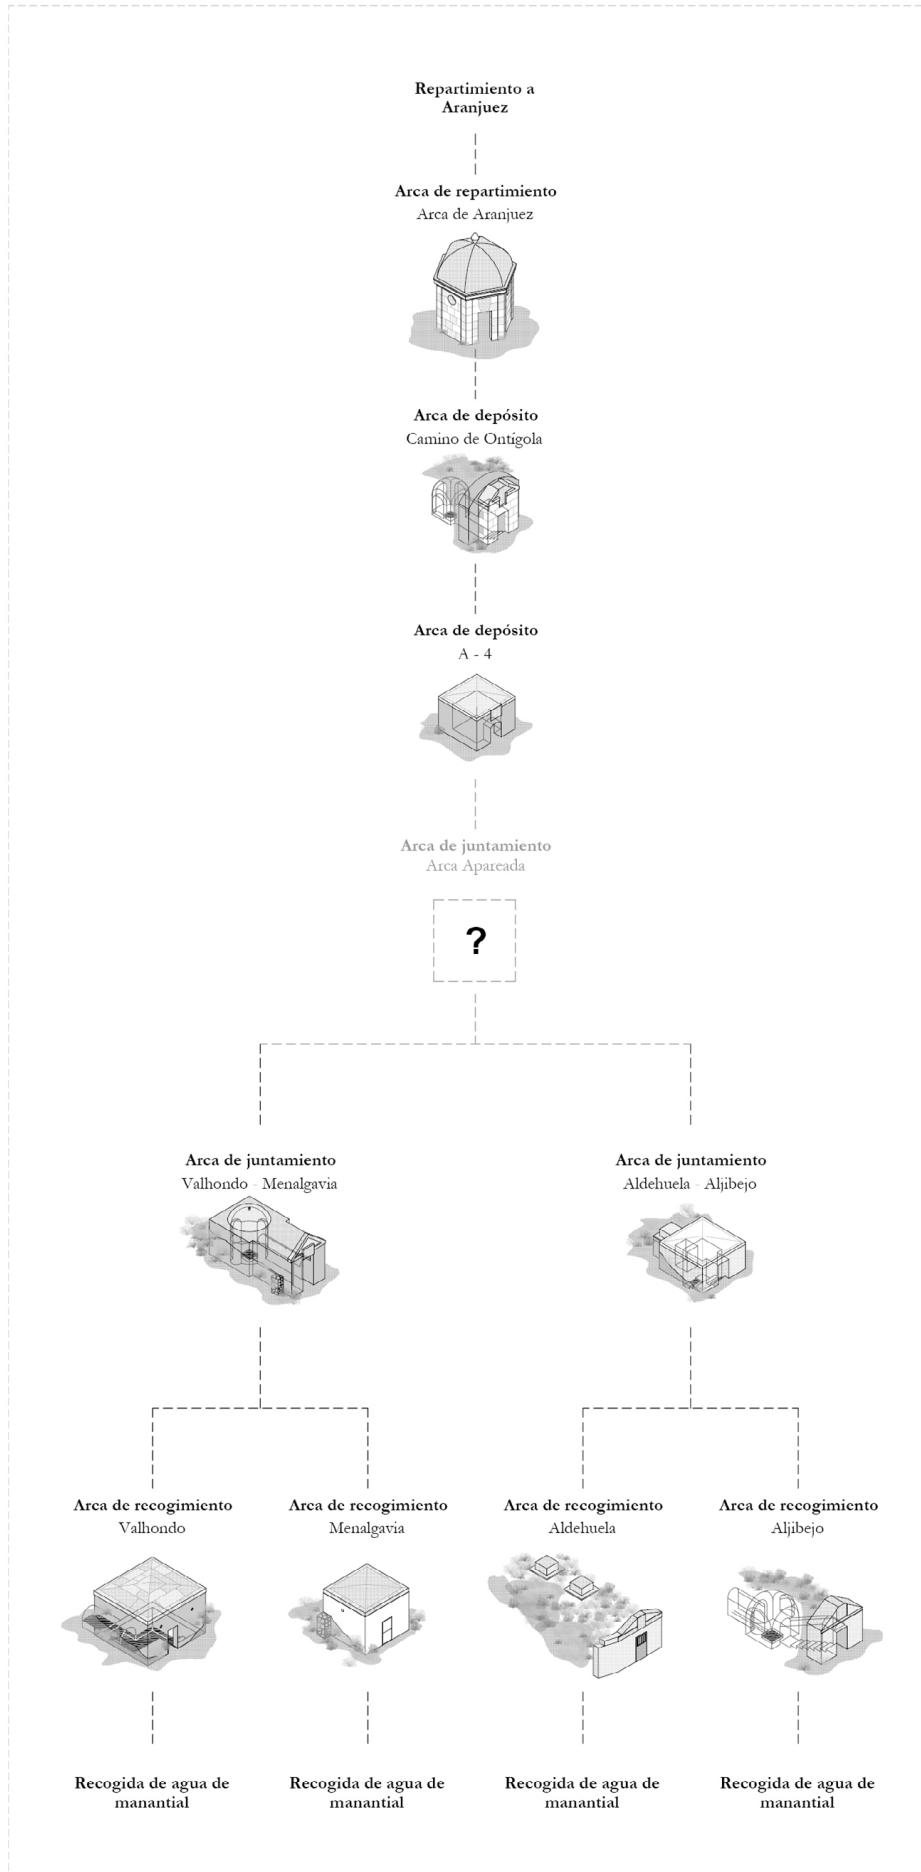 Repartimiento a
Aranjuez
Arca de repartimiento
Arca de Aranjuez
Arca de depósito
Camino de Ontígola
Arca de depósito
A - 4
Arca de juntamiento
Arca Apareada
?
Arca de juntamiento
Valhondo - Menalgavia
Arca de juntamiento
Aldehuela - Aljibejo
Arca de recogimiento
Valhondo
Arca de recogimiento
Menalgavia
Arca de recogimiento
Aldehuela
Arca de recogimiento
Aljibejo
Recogida de agua de
manantial
Recogida de agua de
manantial
Recogida de agua de
manantial
Recogida de agua de
manantial